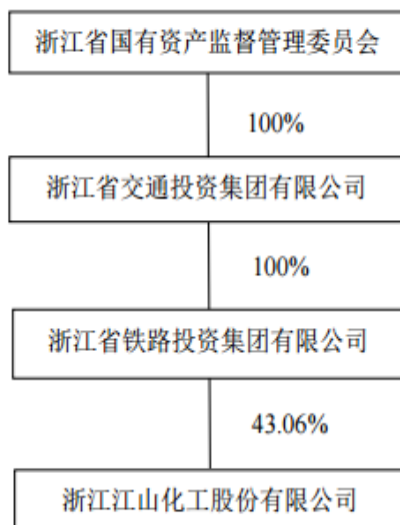 浙江省国有资产监督管理委员会
100%
浙江省交通投资集团有限公司
100%
浙江省铁路投资集团有限公司
43.06%
浙江江山化工股份有限公司